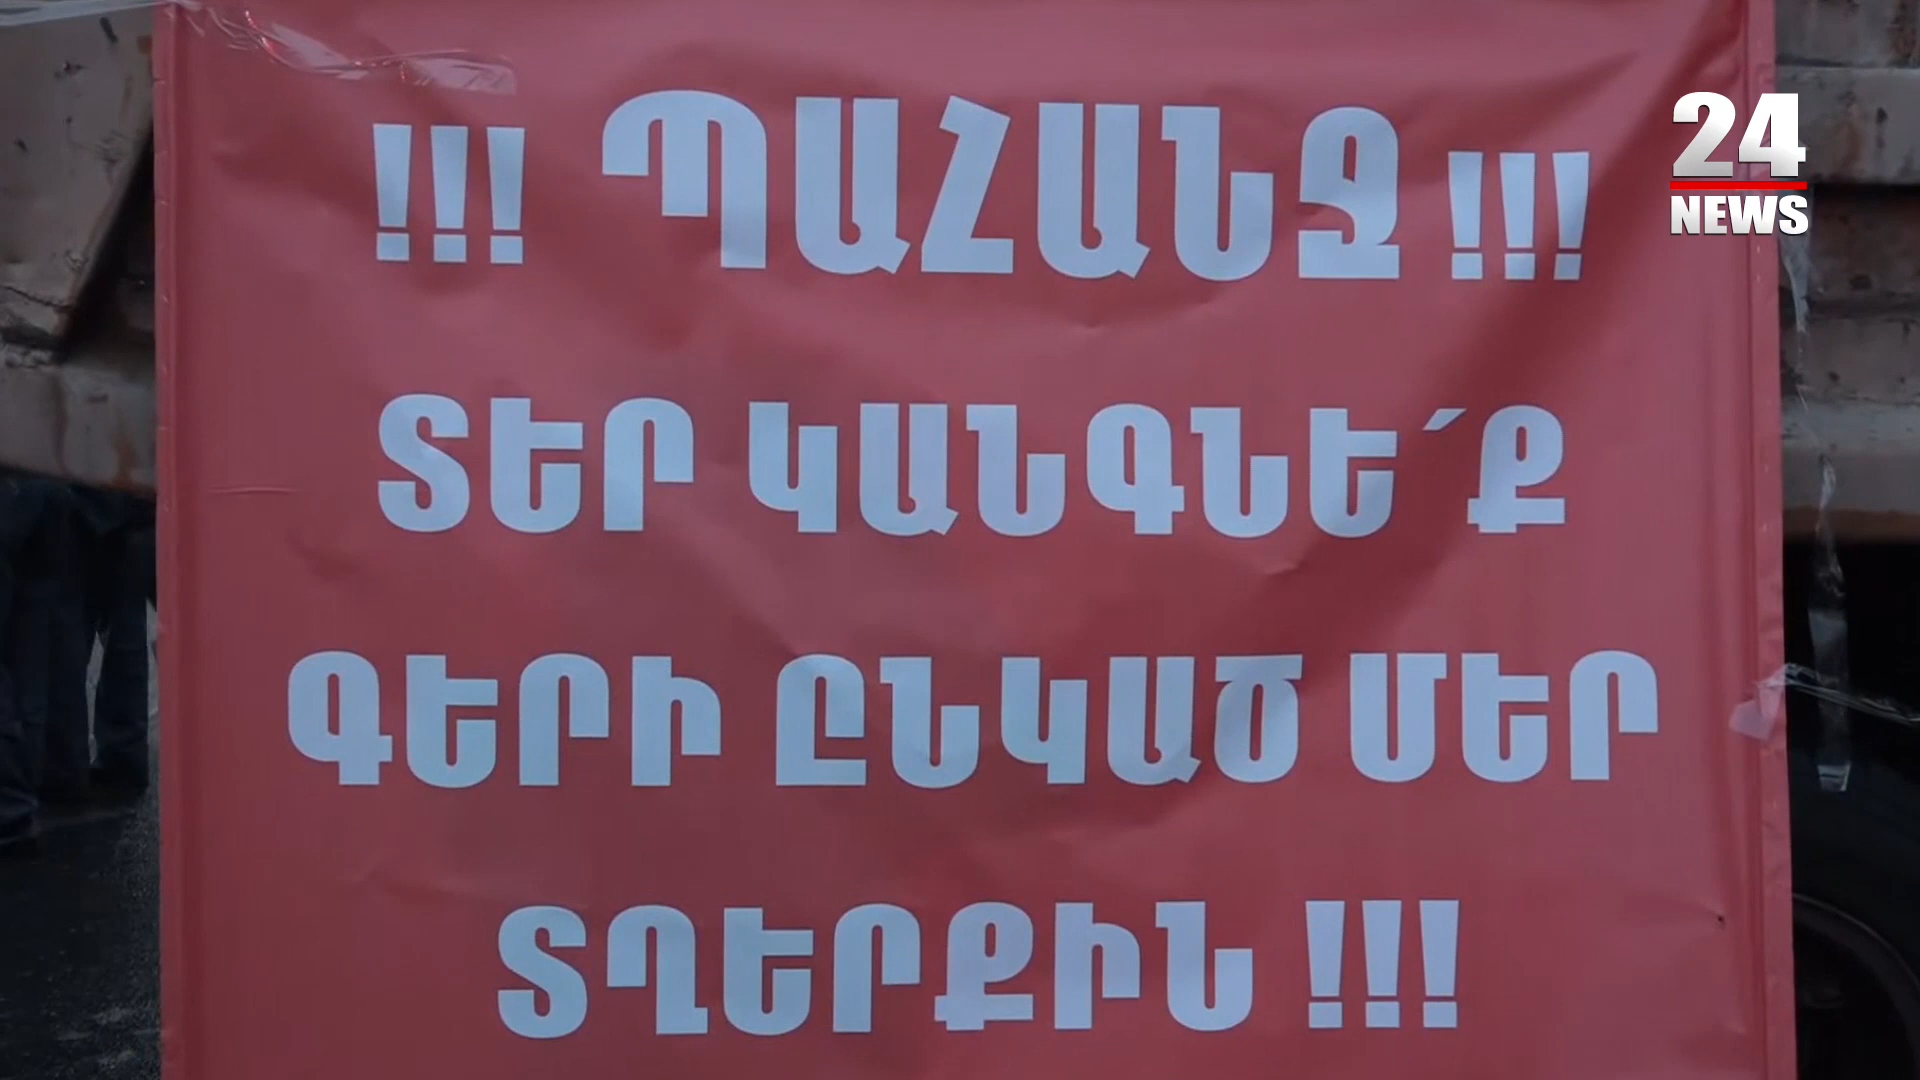 !!! ՊԱՀԱՆՋ !!!
ՏԵՐ ԿԱՆԳՆԵ՛Ք
ԳԵՐԻ ԸՆԿԱԾ ՄԵՐ
ՏՂԵՐՔԻՆ !!!
24
NEWS